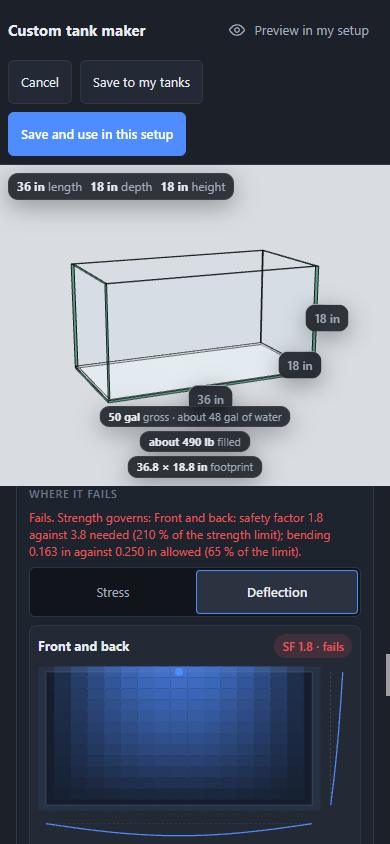 Custom tank maker
Preview in my setup
Cancel
Save to my tanks
Save and use in this setup
36 in length 18 in depth 18 in height
18 in
18 in
36 in
50 gal gross · about 48 gal of water
about 490 lb filled
36.8 × 18.8 in footprint
WHERE IT FAILS
Fails. Strength governs: Front and back: safety factor 1.8
against 3.8 needed (210 % of the strength limit); bending
0.163 in against 0.250 in allowed (65 % of the limit).
Stress
Deflection
Front and back
SF 1.8 · fails